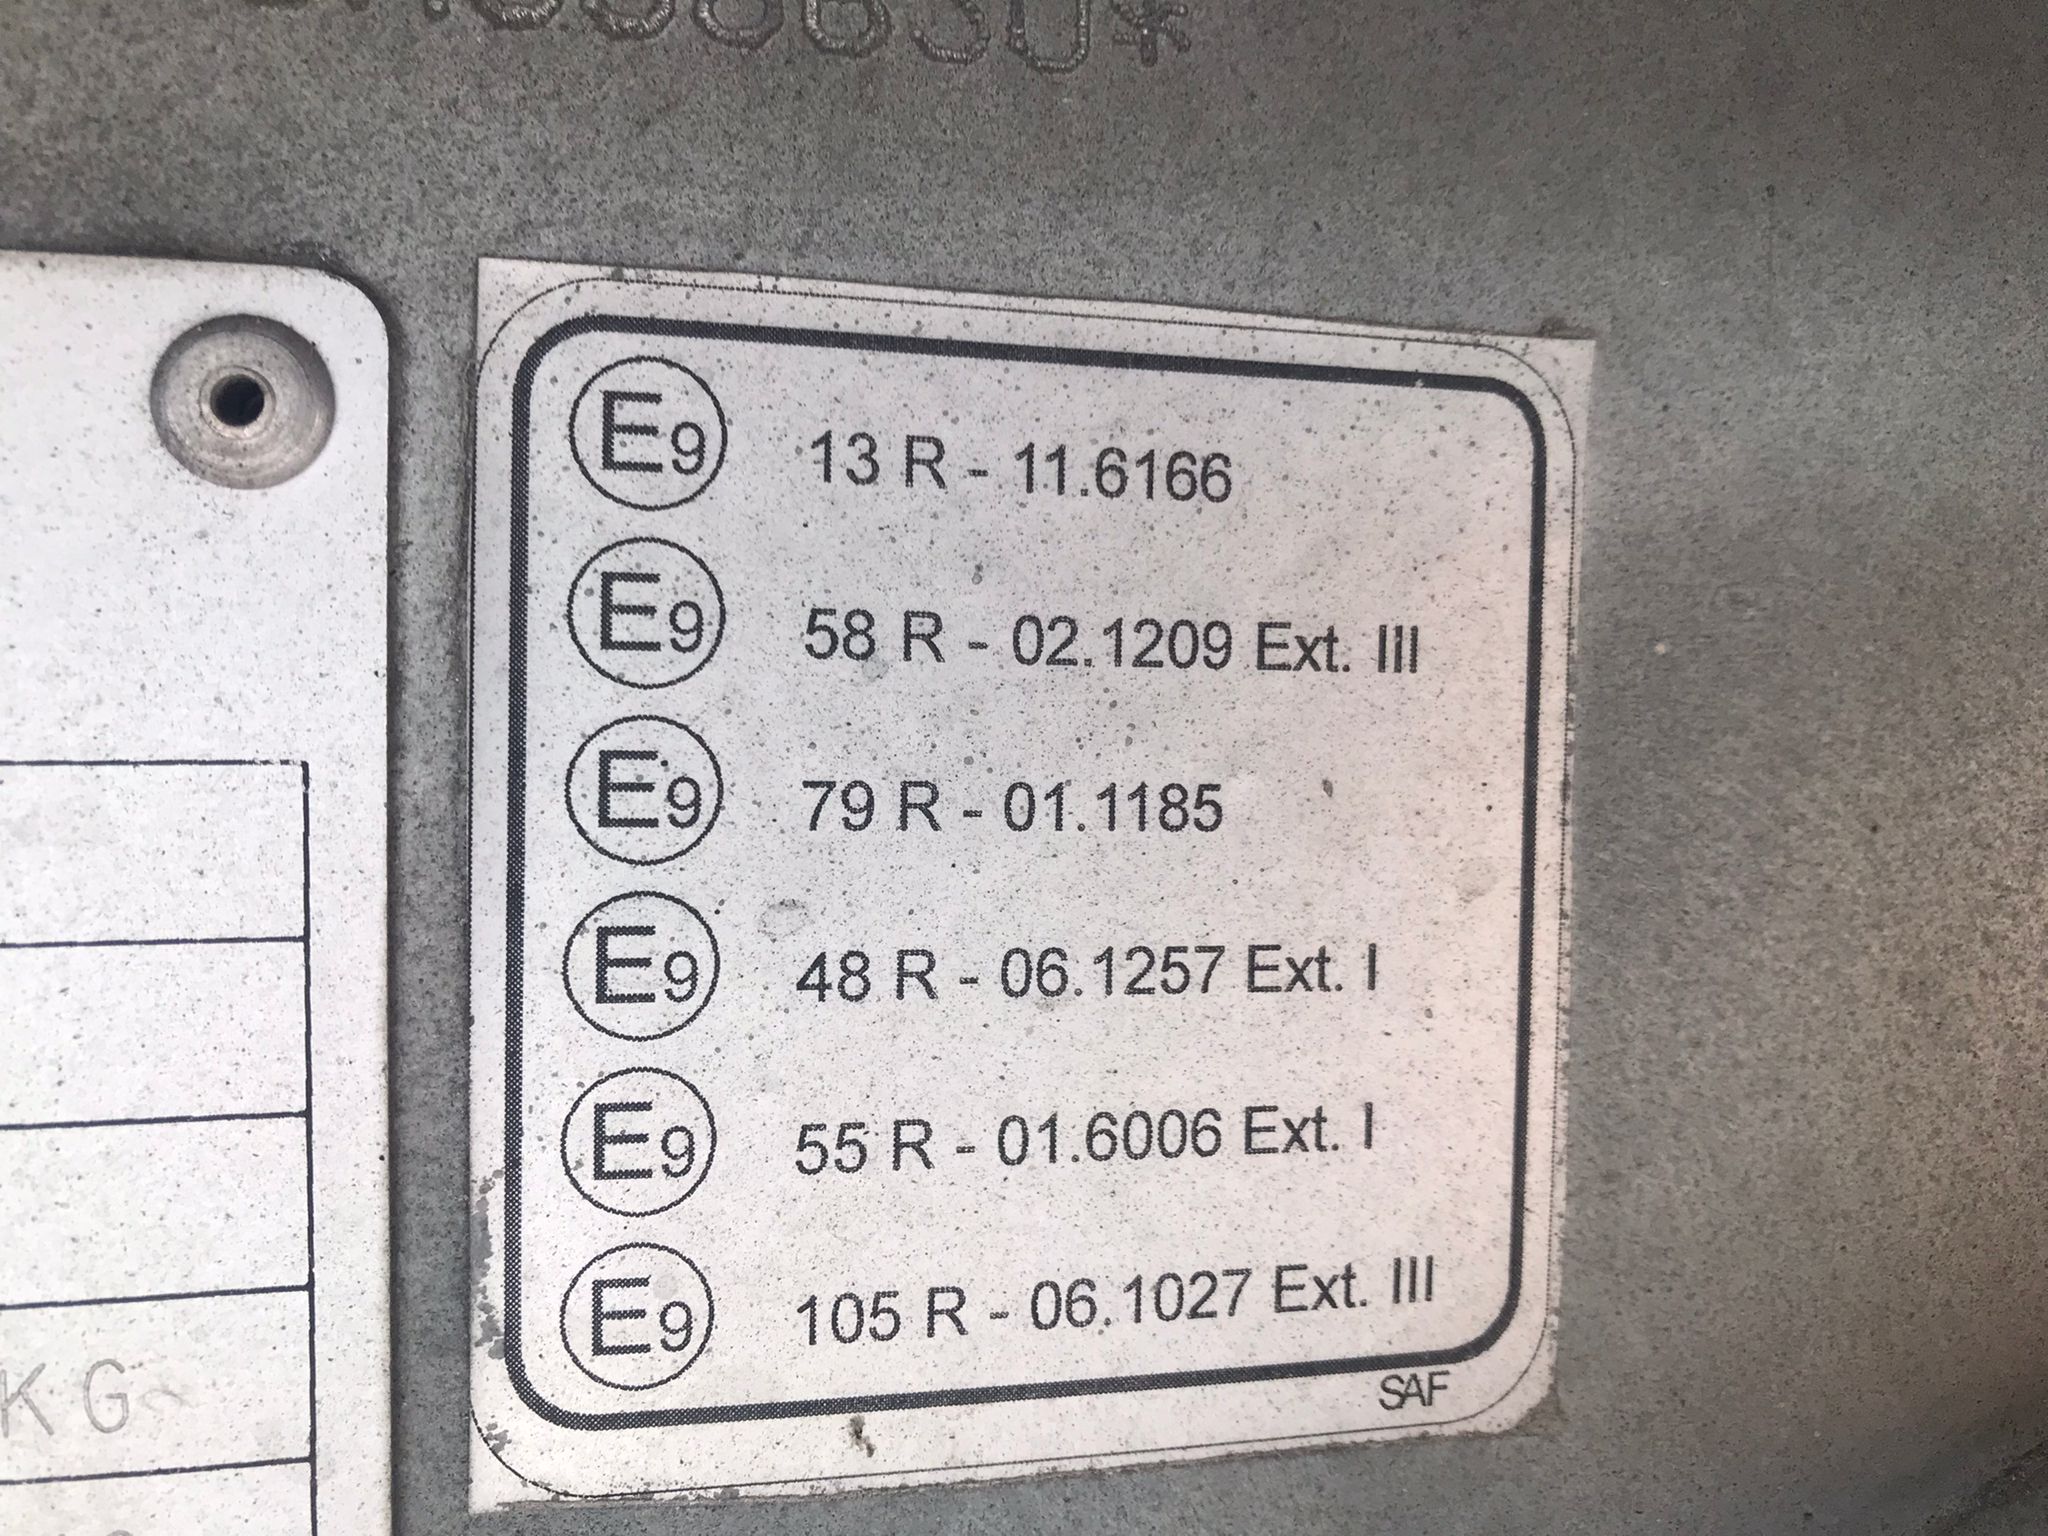 E9 13 R - 11.6166
E9 58 R - 02.1209 Ext. III
E9 79 R - 01.1185
E9 48 R - 06.1257 Ext. I
E9 55 R - 01.6006 Ext. I
E9 105 R - 06.1027 Ext. III
SAF
KG